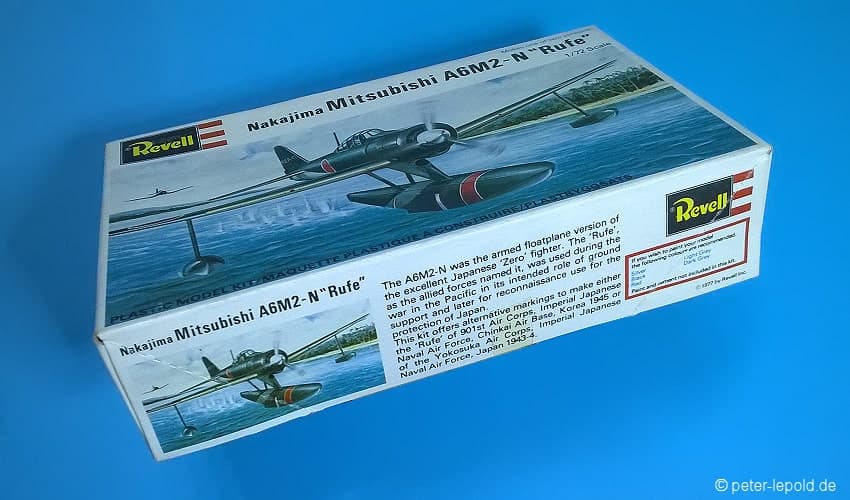 Nakajima Mitsubishi A6M2-N "Rufe"
1/72 Scale
Revell
PLASTIC MODEL KIT/MAQUETTE PLASTIQUE A CONSTRUIRE/PLASTBYGGSATS
Nakajima Mitsubishi A6M2-N "Rufe"
The A6M2-N was the armed floatplane version of
the excellent Japanese 'Zero' fighter. The 'Rufe',
as the allied forces named it, was used during the
war in the Pacific in its intended role of ground
support and later for reconnaissance use for the
protection of Japan.
This kit offers alternative markings to make either
the 'Rufe' of 901st Air Corps, Imperial Japanese
Naval Air Force, Chinkai Air Base, Korea 1945 or
of the Yokosuka Air Corps, Imperial Japanese
Naval Air Force, Japan 1943-4.
Revell
If you wish to paint your model
the following colours are recommended.
Silver Light Grey
Black Dark Grey
Red
Paint and cement not included in this kit.
© 1977 by Revell Inc.
© peter-lepold.de